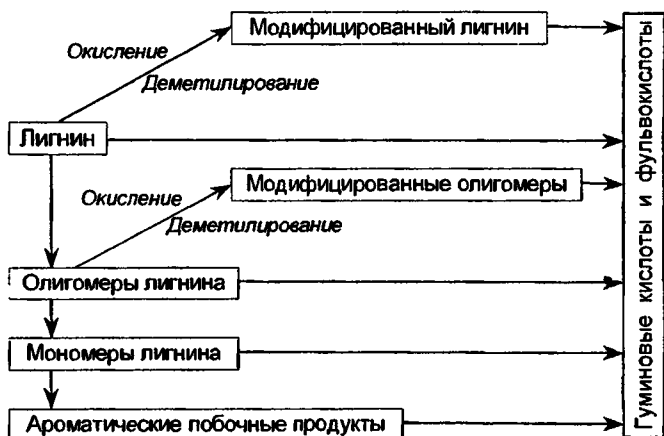 Модифицированный лигнин
Окисление
Деметилирование
Лигнин
Модифицированные олигомеры
Окисление
Деметилирование
Олигомеры лигнина
Мономеры лигнина
Ароматические побочные продукты
Гуминовые кислоты и фульвокислоты